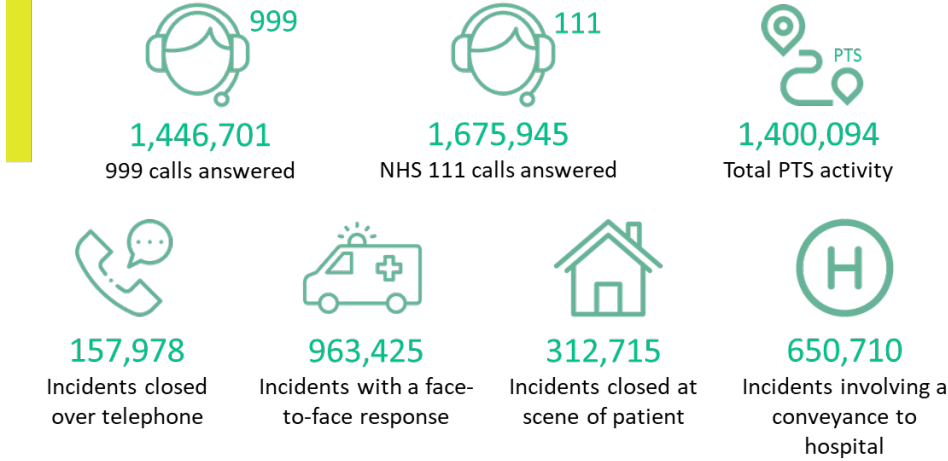 999
111
PTS
1,446,701
1,675,945
1,400,094
999 calls answered
NHS 111 calls answered
Total PTS activity
H
157,978
963,425
312,715
650,710
Incidents closed
over telephone
Incidents with a face-
to-face response
Incidents closed at
scene of patient
Incidents involving a
conveyance to
hospital